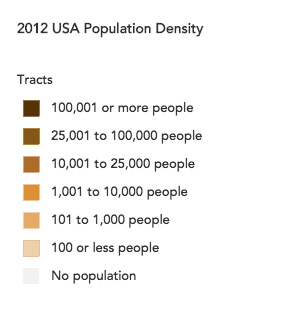 2012 USA Population Density
Tracts
100,001 or more people
25,001 to 100,000 people
10,001 to 25,000 people
1,001 to 10,000 people
101 to 1,000 people
100 or less people
No population